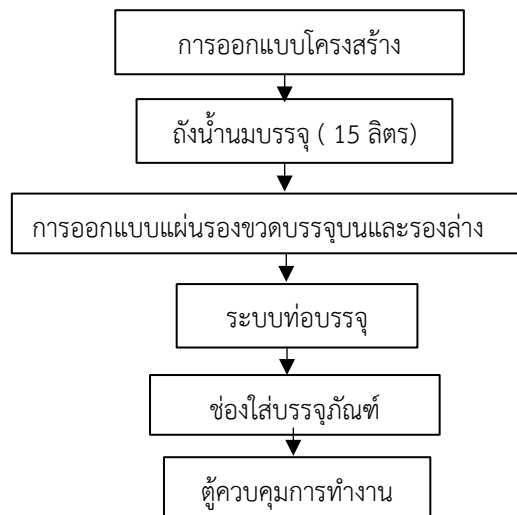 การออกแบบโครงสร้าง
ถังน้ำนมบรรจุ ( 15 ลิตร)
การออกแบบแผ่นรองขวดบรรจุบนและรองล่าง
ระบบท่อบรรจุ
ช่องใส่บรรจุภัณฑ์
ตู้ควบคุมการทำงาน